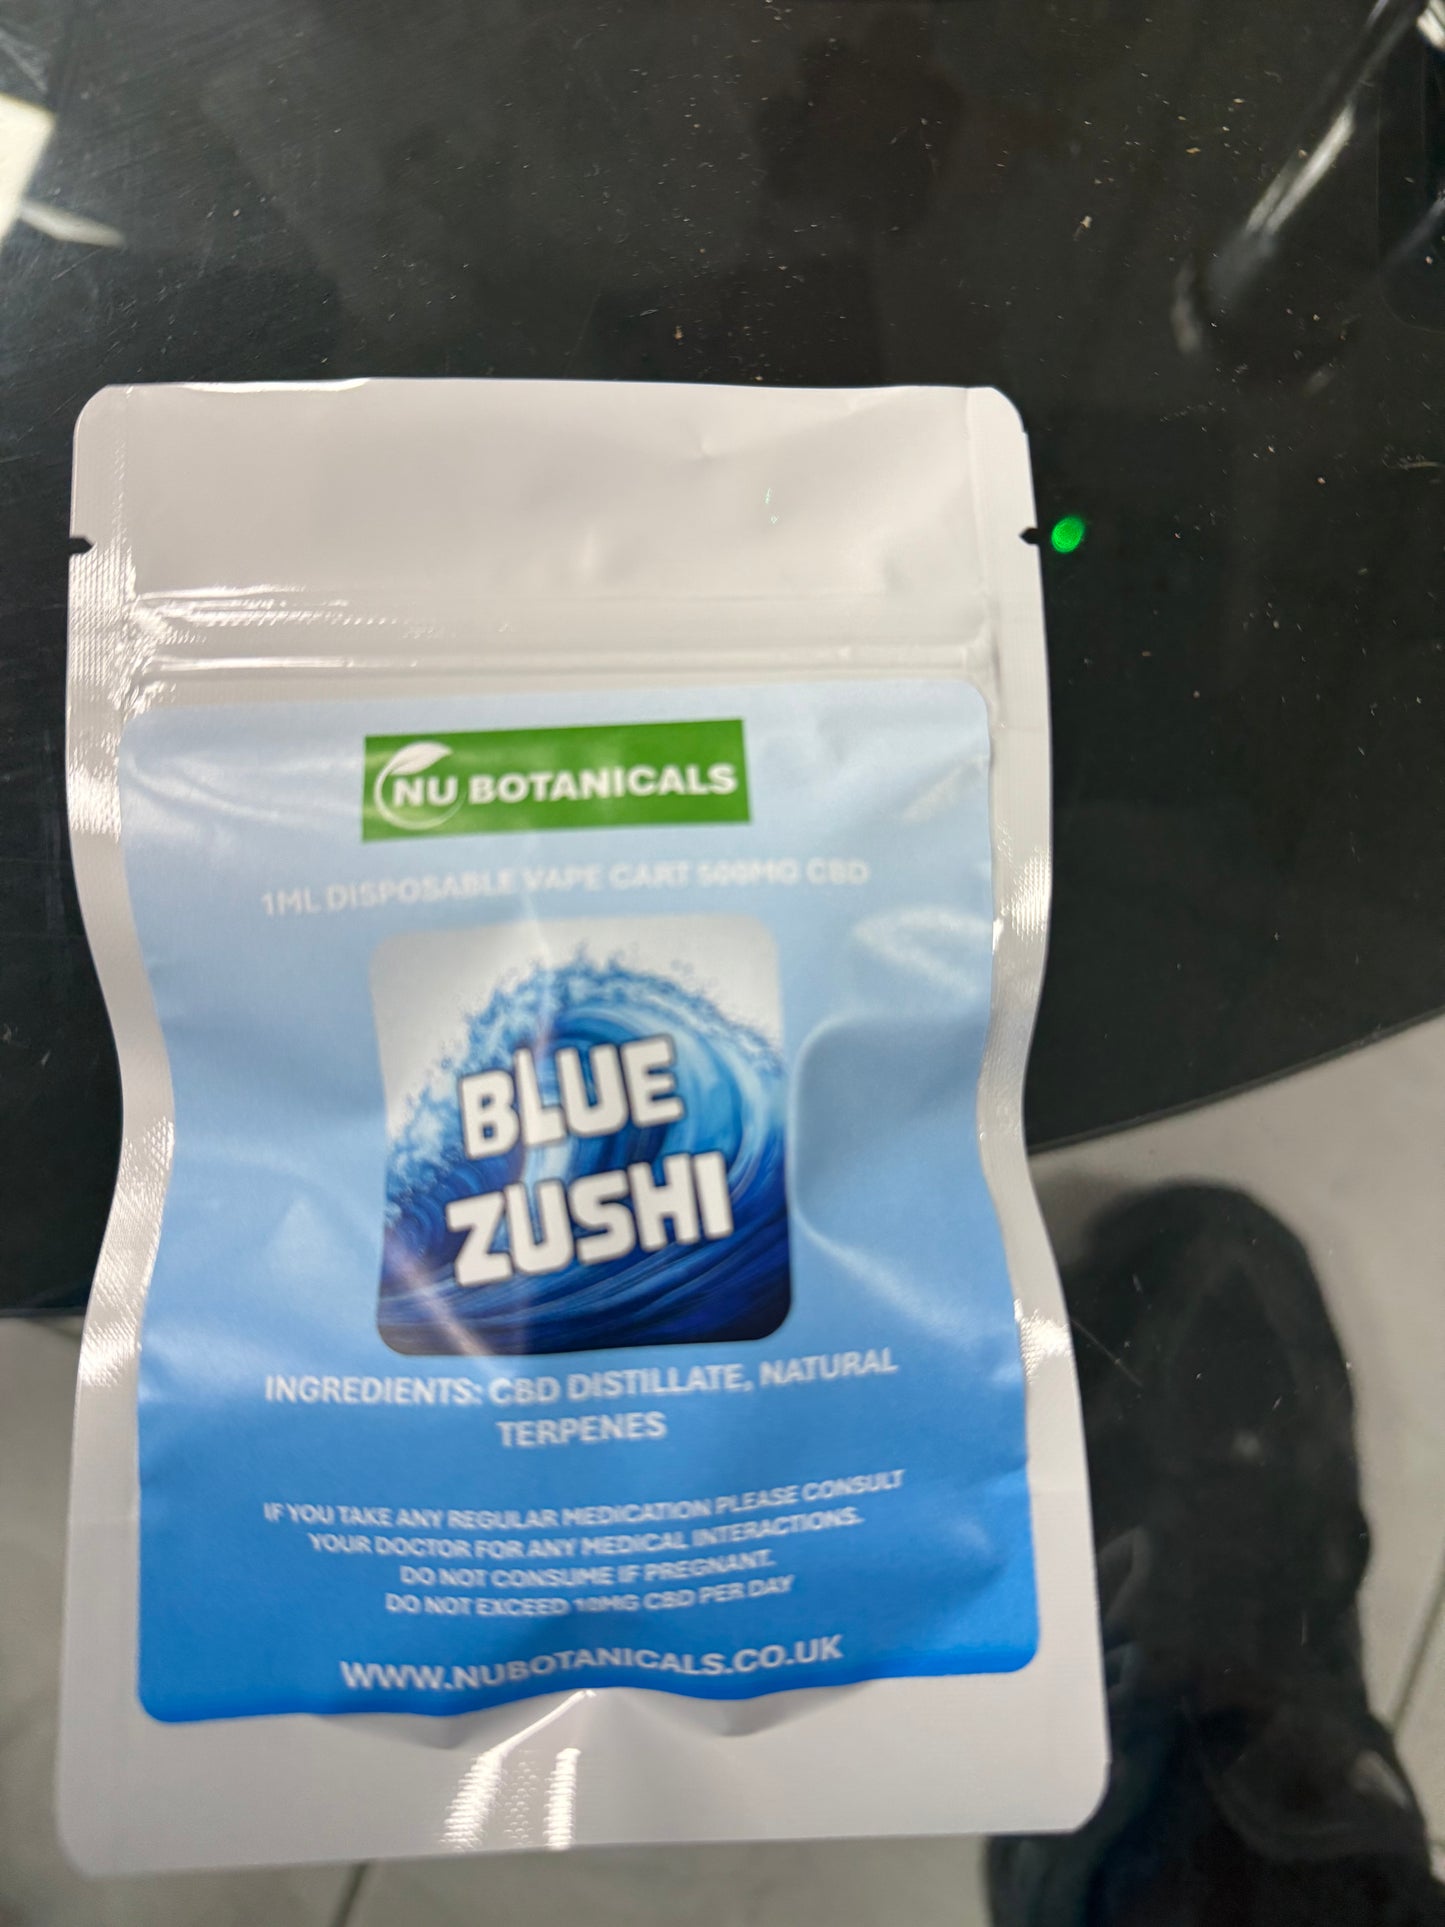 NU BOTANICALS
1ML DISPOSABLE VAPE CART 500MG CBD
BLUE
ZUSHI
INGREDIENTS: CBD DISTILLATE, NATURAL
TERPENES
IF YOU TAKE ANY REGULAR MEDICATION PLEASE CONSULT
YOUR DOCTOR FOR ANY MEDICAL INTERACTIONS.
DO NOT CONSUME IF PREGNANT.
DO NOT EXCEED 10MG CBD PER DAY
WWW.NUBOTANICALS.CO.UK